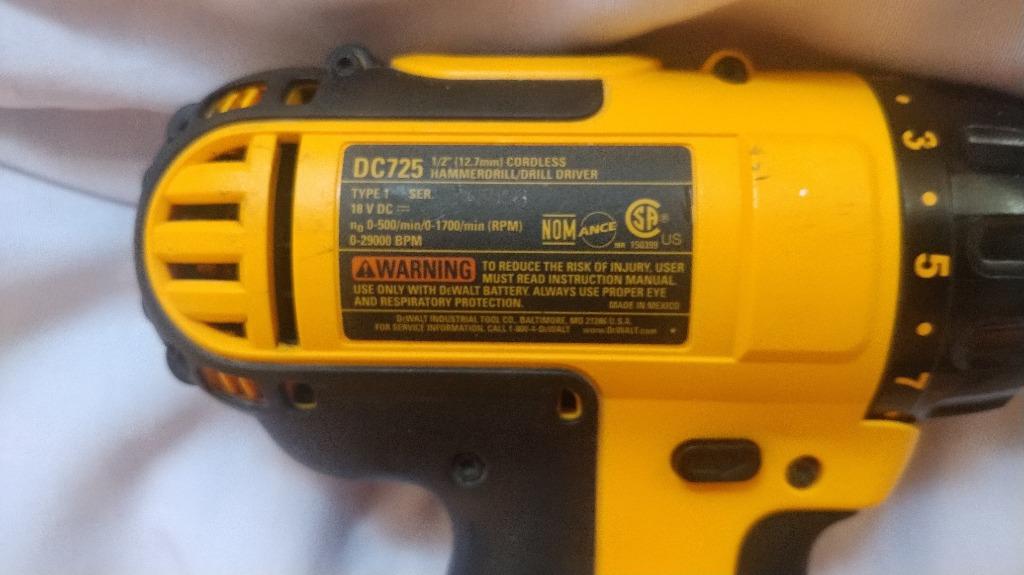 DC725 1/2" (12.7mm) CORDLESS
HAMMERDRILL/DRILL DRIVER
TYPE 1 SER.
18 V DC ⎓
n0 0-500/min/0-1700/min (RPM)
0-29000 BPM
NOM ANCE
SA ®
MR 150399 US
WARNING TO REDUCE THE RISK OF INJURY, USER
MUST READ INSTRUCTION MANUAL.
USE ONLY WITH DEWALT BATTERY. ALWAYS USE PROPER EYE
AND RESPIRATORY PROTECTION.
MADE IN MEXICO
DEWALT INDUSTRIAL TOOL CO., BALTIMORE, MD 21286 U.S.A.
FOR SERVICE INFORMATION, CALL 1-800-4-DEWALT www.DEWALT.com
3
5
7